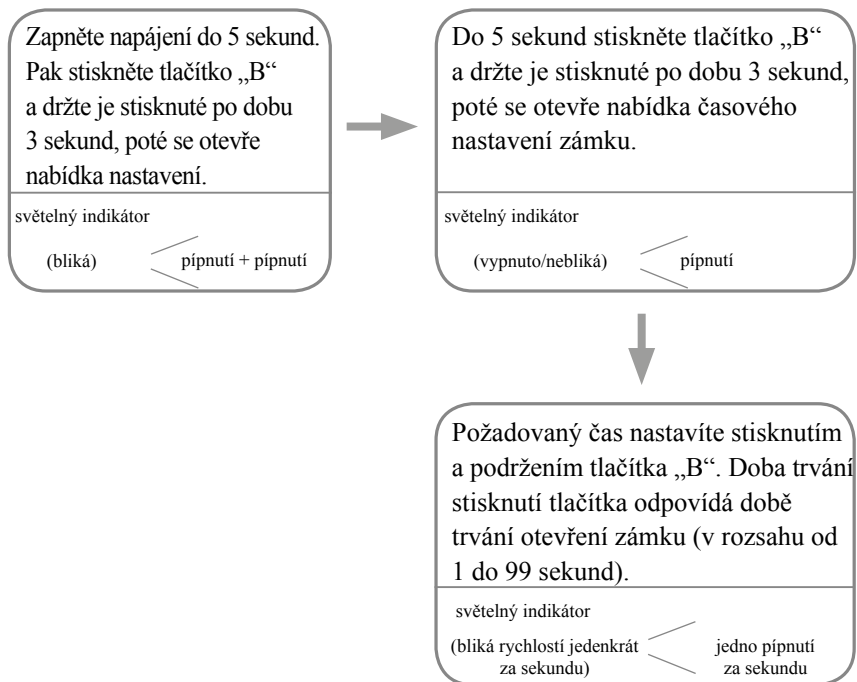 Zapněte napájení do 5 sekund.
Pak stiskněte tlačítko „B“
a držte je stisknuté po dobu
3 sekund, poté se otevře
nabídka nastavení.
světelný indikátor
(bliká) pípnutí + pípnutí
Do 5 sekund stiskněte tlačítko „B“
a držte je stisknuté po dobu 3 sekund,
poté se otevře nabídka časového
nastavení zámku.
světelný indikátor
(vypnuto/nebliká) pípnutí
Požadovaný čas nastavíte stisknutím
a podržením tlačítka „B“. Doba trvání
stisknutí tlačítka odpovídá době
trvání otevření zámku (v rozsahu od
1 do 99 sekund).
světelný indikátor
(bliká rychlostí jedenkrát
za sekundu)
jedno pípnutí
za sekundu